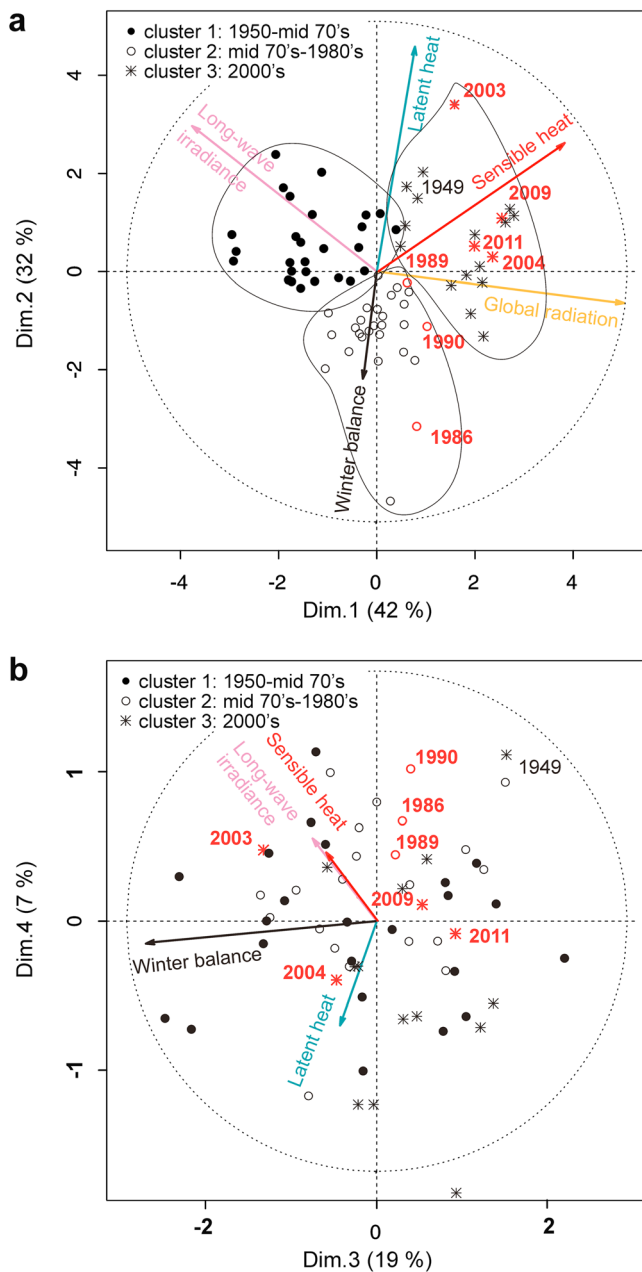 a
cluster 1: 1950-mid 70's
cluster 2: mid 70's-1980's
cluster 3: 2000's
Latent heat
2003
Long-wave
irradiance
Sensible heat
1949
2009
2011
2004
1989
Global radiation
1990
Winter balance
1986
4
2
0
-2
-4
Dim.2 (32 %)
-4
-2
0
2
4
Dim.1 (42 %)
b
cluster 1: 1950-mid 70's
cluster 2: mid 70's-1980's
cluster 3: 2000's
Long-wave
irradiance
Sensible heat
1990
1949
1986
2003
1989
2009
2011
Winter balance
2004
Latent heat
1
0
-1
Dim.4 (7 %)
-2
0
2
Dim.3 (19 %)